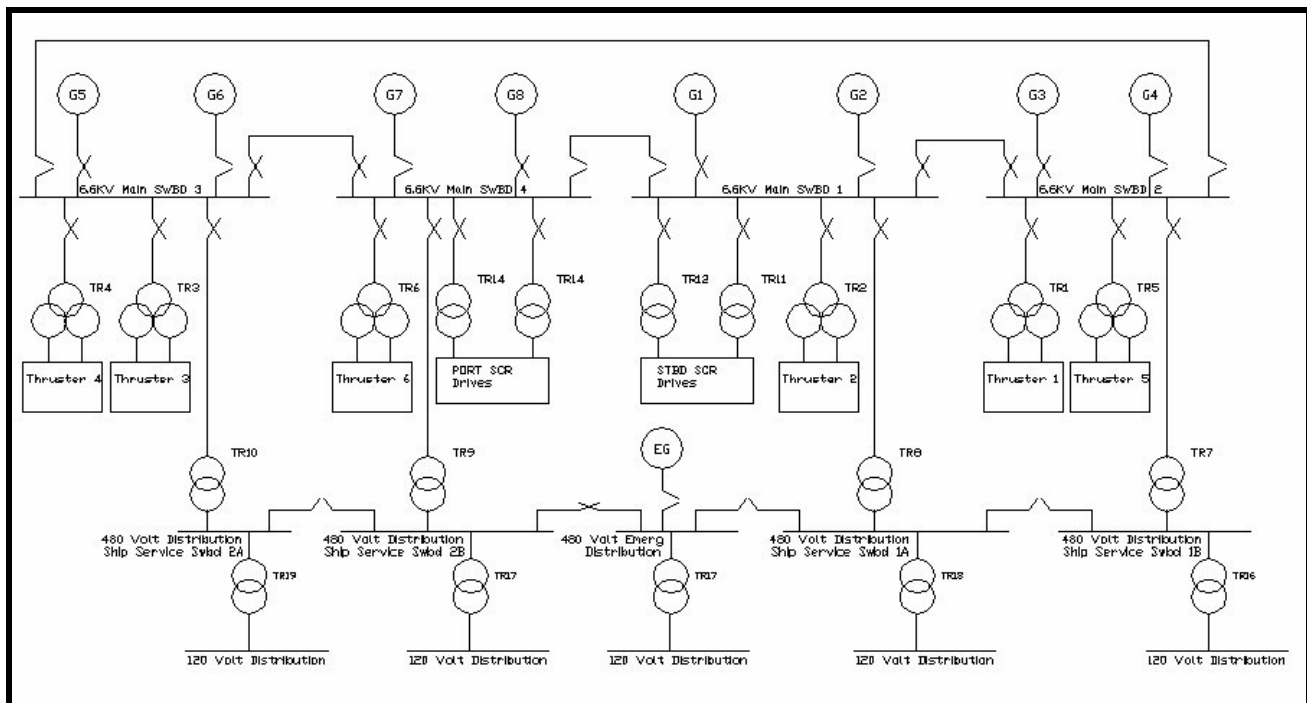 G5
G6
G7
G8
G1
G2
G3
G4
6.6KV Main SWBD 3
6.6KV Main SWBD 4
6.6KV Main SWBD 1
6.6KV Main SWBD 2
TR4
TR3
TR6
TR14
TR14
TR12
TR11
TR2
TR1
TR5
Thruster 4
Thruster 3
Thruster 6
PORT SCR
Drives
STBD SCR
Drives
Thruster 2
Thruster 1
Thruster 5
EG
TR10
TR9
TR8
TR7
480 Volt Distribution
Ship Service Swbd 2A
480 Volt Distribution
Ship Service Swbd 2B
480 Volt Emerg
Distribution
480 Volt Distribution
Ship Service Swbd 1A
480 Volt Distribution
Ship Service Swbd 1B
TR19
TR17
TR17
TR18
TR16
120 Volt Distribution
120 Volt Distribution
120 Volt Distribution
120 Volt Distribution
120 Volt Distribution